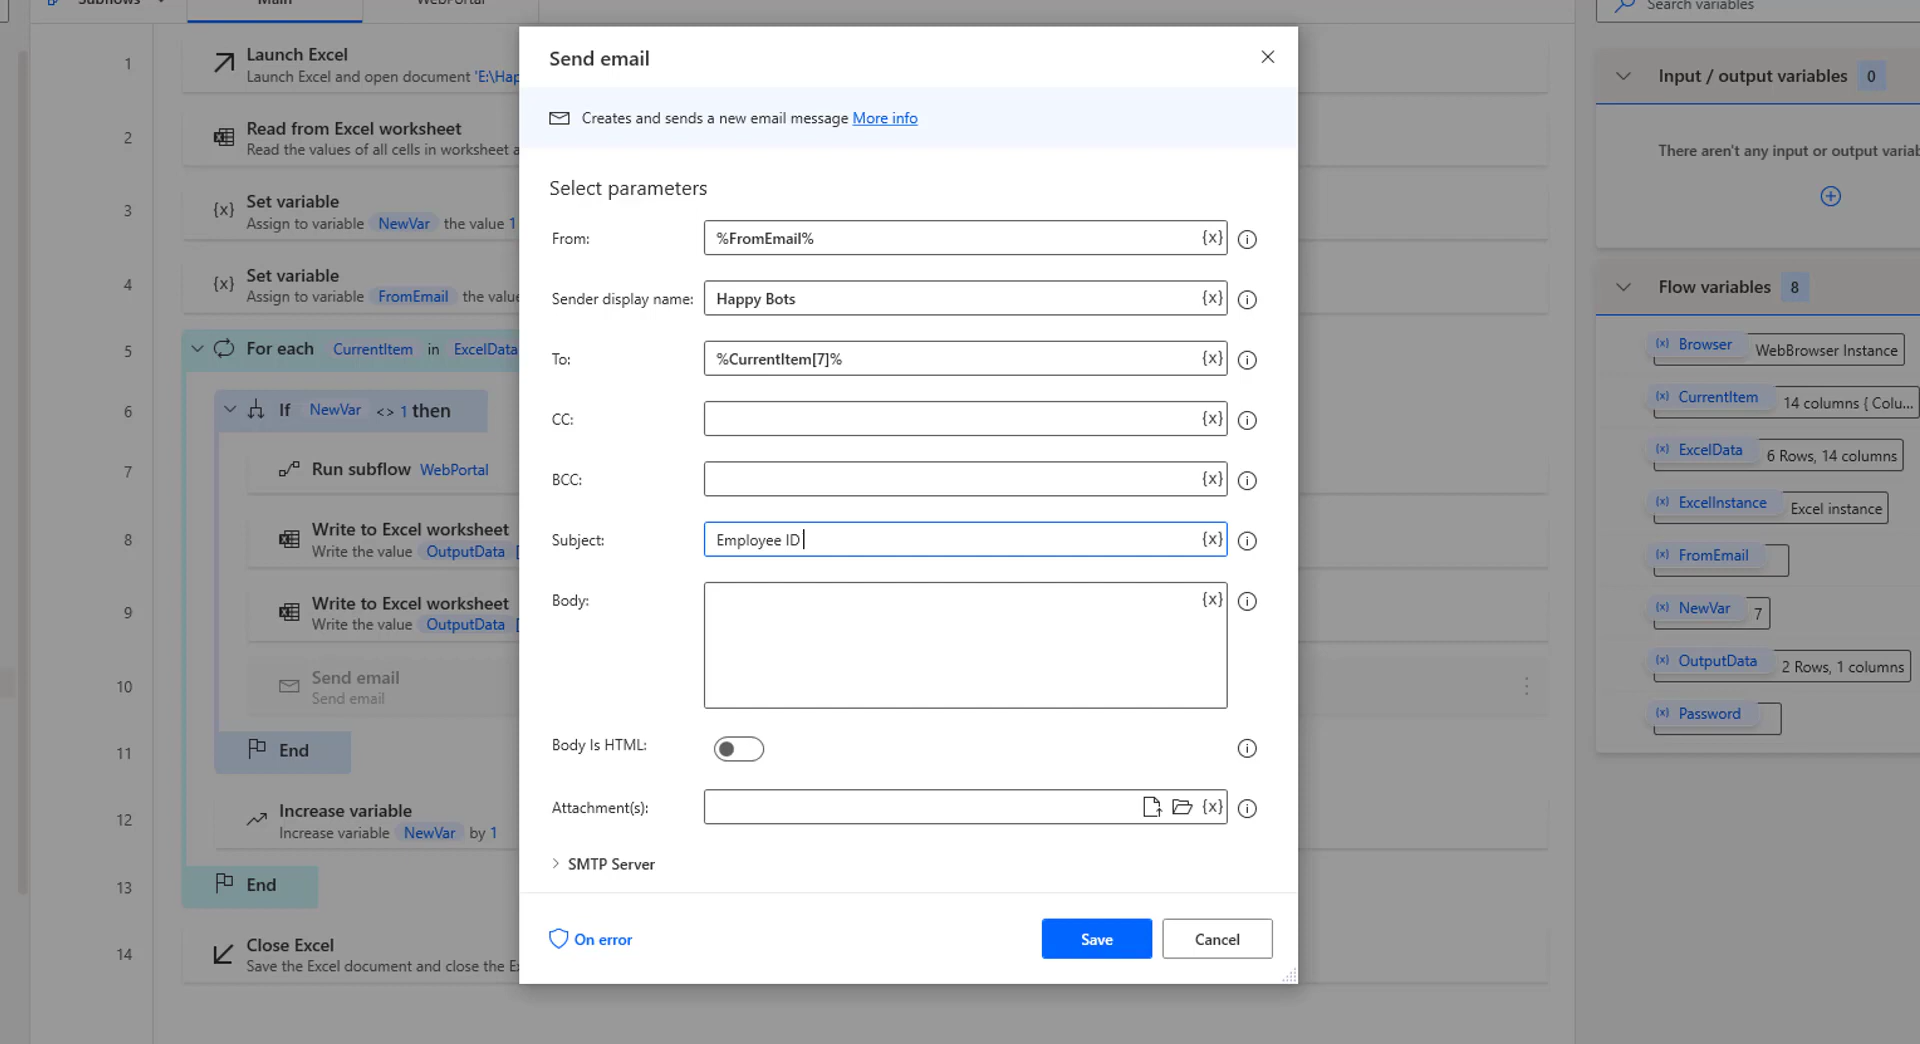 Subflows
Main
WebPortal
Search variables
1
Launch Excel
Launch Excel and open document 'E:\Hap
2
Read from Excel worksheet
Read the values of all cells in worksheet a
3
{x}
Set variable
Assign to variable NewVar the value 1
4
{x}
Set variable
Assign to variable FromEmail the value
5
For each CurrentItem in ExcelData
6
If NewVar <> 1 then
7
Run subflow WebPortal
8
Write to Excel worksheet
Write the value OutputData [
9
Write to Excel worksheet
Write the value OutputData [
10
Send email
Send email
11
End
12
Increase variable
Increase variable NewVar by 1
13
End
14
Close Excel
Save the Excel document and close the Ex
Send email
Creates and sends a new email message More info
Select parameters
From: %FromEmail% {x}
Sender display name: Happy Bots {x}
To: %CurrentItem[7]% {x}
CC: {x}
BCC: {x}
Subject: Employee ID {x}
Body: {x}
Body Is HTML:
Attachment(s): {x}
SMTP Server
On error
Save
Cancel
Input / output variables 0
There aren't any input or output variab
Flow variables 8
(x) Browser WebBrowser Instance
(x) CurrentItem 14 columns { Colu...
(x) ExcelData 6 Rows, 14 columns
(x) ExcelInstance Excel instance
(x) FromEmail
(x) NewVar 7
(x) OutputData 2 Rows, 1 columns
(x) Password